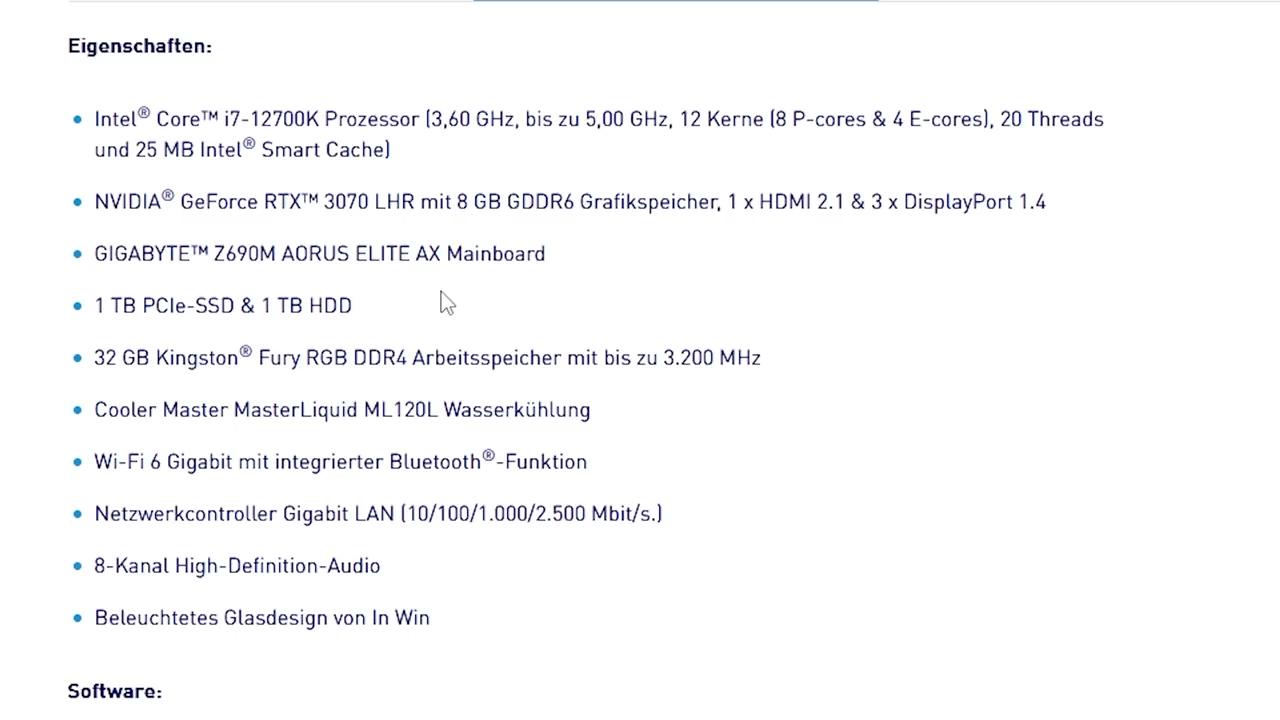 Eigenschaften:
Intel® Core™ i7-12700K Prozessor (3,60 GHz, bis zu 5,00 GHz, 12 Kerne (8 P-cores & 4 E-cores), 20 Threads
und 25 MB Intel® Smart Cache)
NVIDIA® GeForce RTX™ 3070 LHR mit 8 GB GDDR6 Grafikspeicher, 1 x HDMI 2.1 & 3 x DisplayPort 1.4
GIGABYTE™ Z690M AORUS ELITE AX Mainboard
1 TB PCIe-SSD & 1 TB HDD
32 GB Kingston® Fury RGB DDR4 Arbeitsspeicher mit bis zu 3.200 MHz
Cooler Master MasterLiquid ML120L Wasserkühlung
Wi-Fi 6 Gigabit mit integrierter Bluetooth®-Funktion
Netzwerkcontroller Gigabit LAN (10/100/1.000/2.500 Mbit/s.)
8-Kanal High-Definition-Audio
Beleuchtetes Glasdesign von In Win
Software: